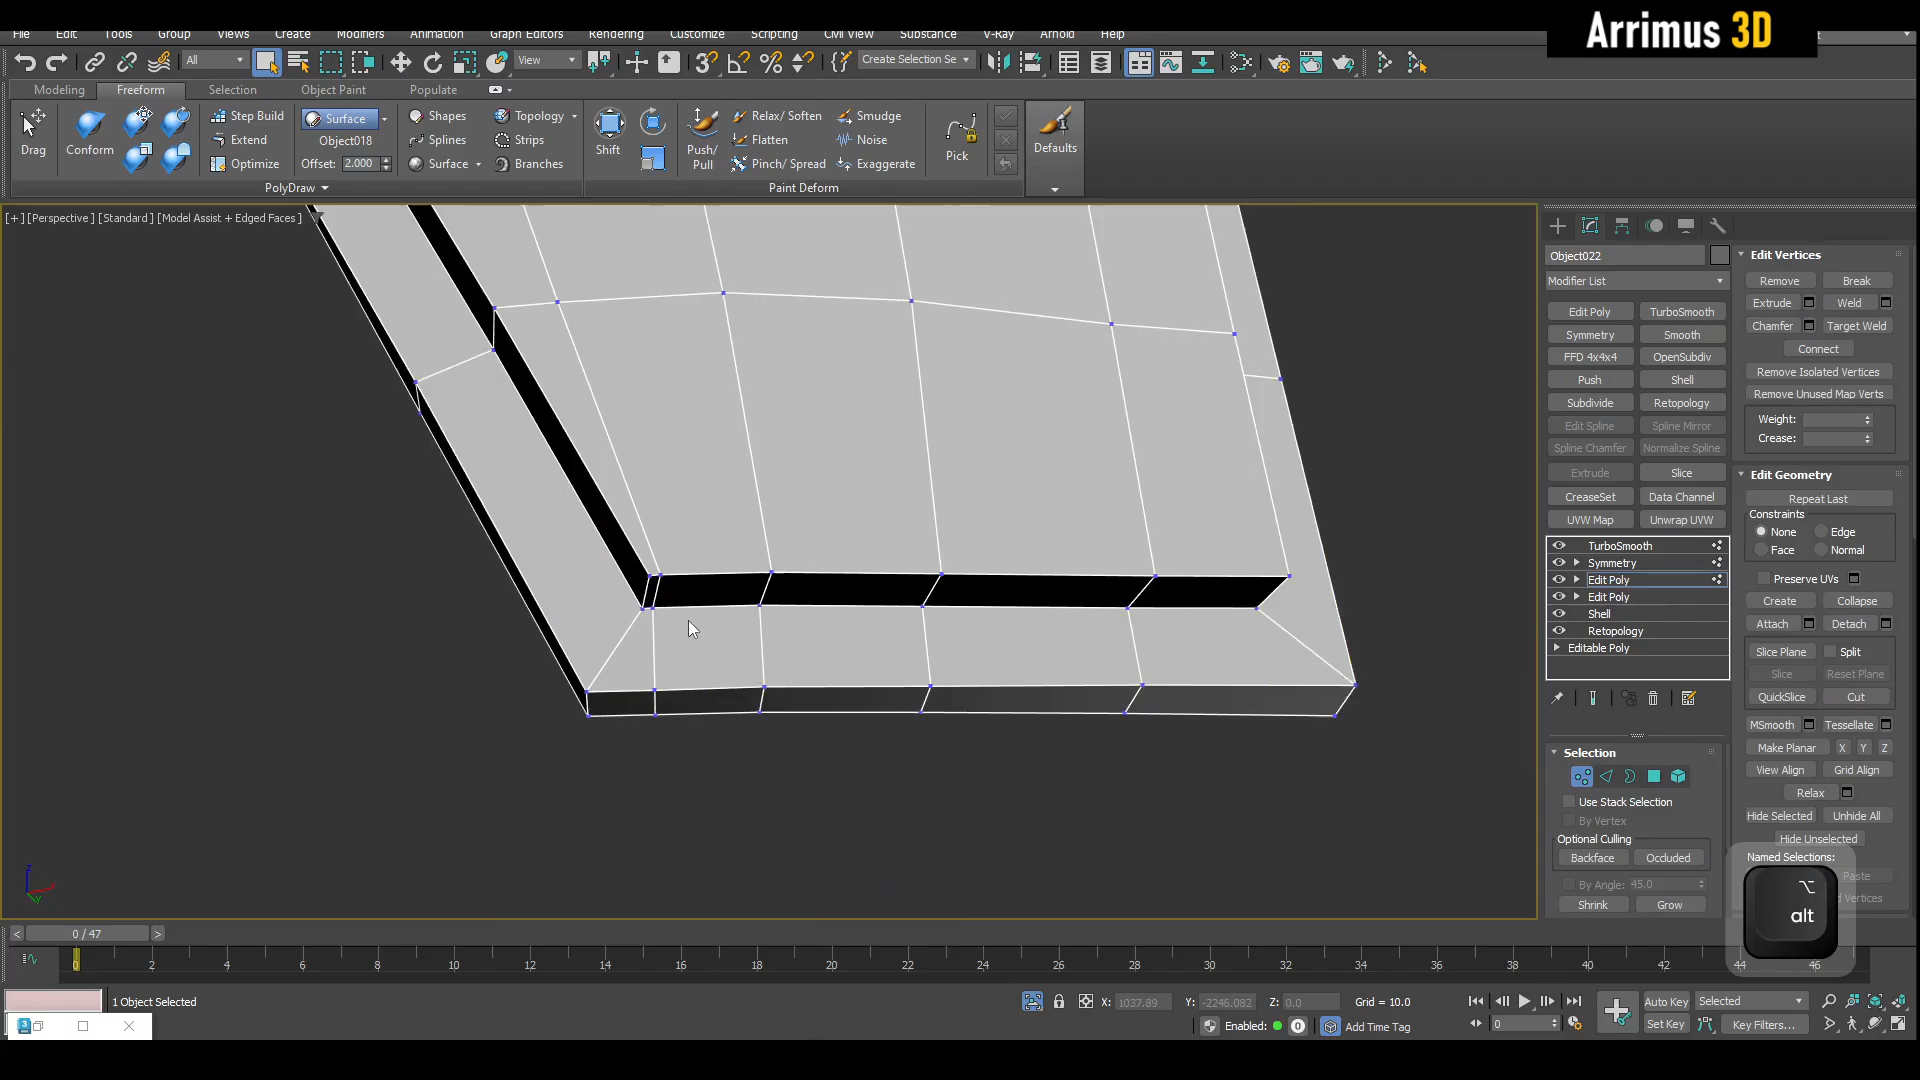 Arrimus 3D
File Edit Tools Group Views Create Modifiers Animation Graph Editors Rendering Customize Scripting Civil View Substance V-Ray Arnold Help
All View Create Selection Se
Modeling Freeform Selection Object Paint Populate
Step Build Surface Shapes Topology Relax/ Soften Smudge
Drag Conform Extend Object018 Splines Strips Shift Push/ Pull Flatten Noise Pick Defaults
Optimize Offset: 2.000 Surface Branches Pinch/ Spread Exaggerate
PolyDraw Paint Deform
[+] [Perspective ] [Standard ] [Model Assist + Edged Faces ]
Object022
Modifier List
Edit Poly TurboSmooth
Symmetry Smooth
FFD 4x4x4 OpenSubdiv
Push Shell
Subdivide Retopology
Edit Spline Spline Mirror
Spline Chamfer Normalize Spline
Extrude Slice
CreaseSet Data Channel
UVW Map Unwrap UVW
TurboSmooth
Symmetry
Edit Poly
Edit Poly
Shell
Retopology
Editable Poly
Selection
Use Stack Selection
By Vertex
Optional Culling
Backface Occluded
By Angle: 45.0
Shrink Grow
Edit Vertices
Remove Break
Extrude Weld
Chamfer Target Weld
Connect
Remove Isolated Vertices
Remove Unused Map Verts
Weight:
Crease:
Edit Geometry
Repeat Last
Constraints
None Edge
Face Normal
Preserve UVs
Create Collapse
Attach Detach
Slice Plane Split
Slice Reset Plane
QuickSlice Cut
MSmooth Tessellate
Make Planar X Y Z
View Align Grid Align
Relax
Hide Selected Unhide All
Hide Unselected
Named Selections:
Paste
alt
< 0 / 47 >
0 2 4 6 8 10 12 14 16 18 20 22 24 26 28 30 32 34 36 38 40 42 44 46
1 Object Selected X: 1037.89 Y: -2246.082 Z: 0.0 Grid = 10.0 Auto Key Selected
Enabled: 0 Add Time Tag 0 Set Key Key Filters...